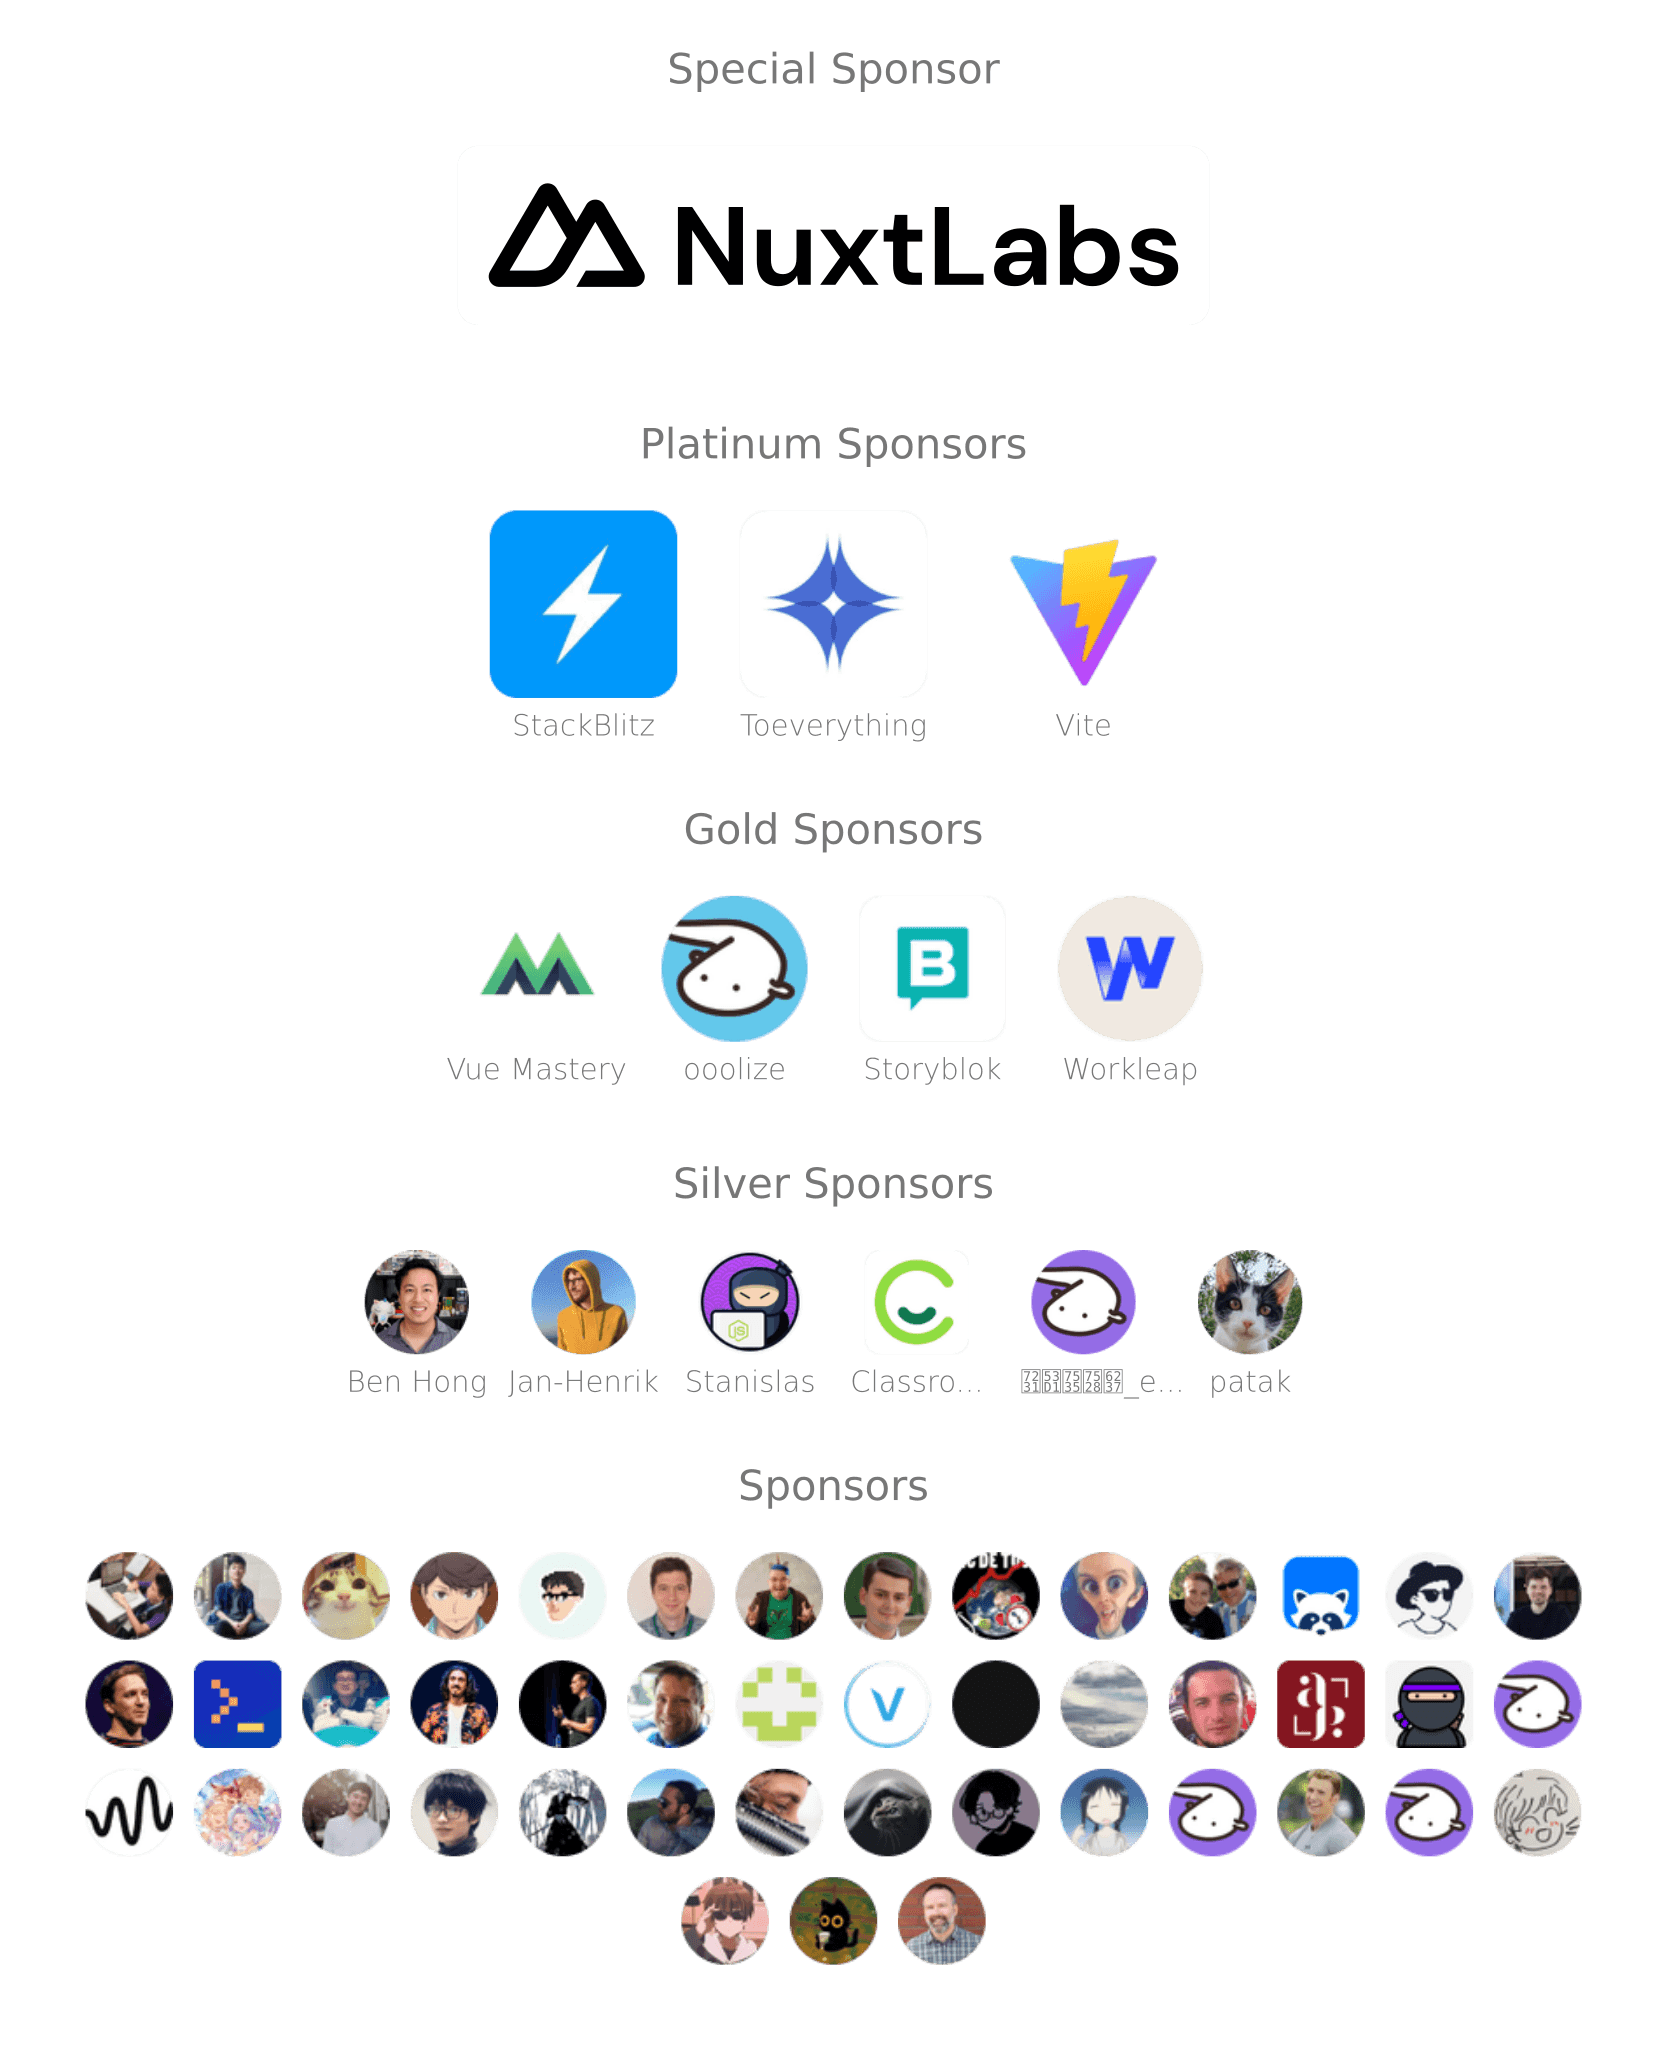 Special Sponsor
NuxtLabs
Platinum Sponsors
StackBlitz Toeverything Vite
Gold Sponsors
Vue Mastery ooolize Storyblok Workleap
Silver Sponsors
Ben Hong Jan-Henrik Stanislas Classro... _e... patak
Sponsors